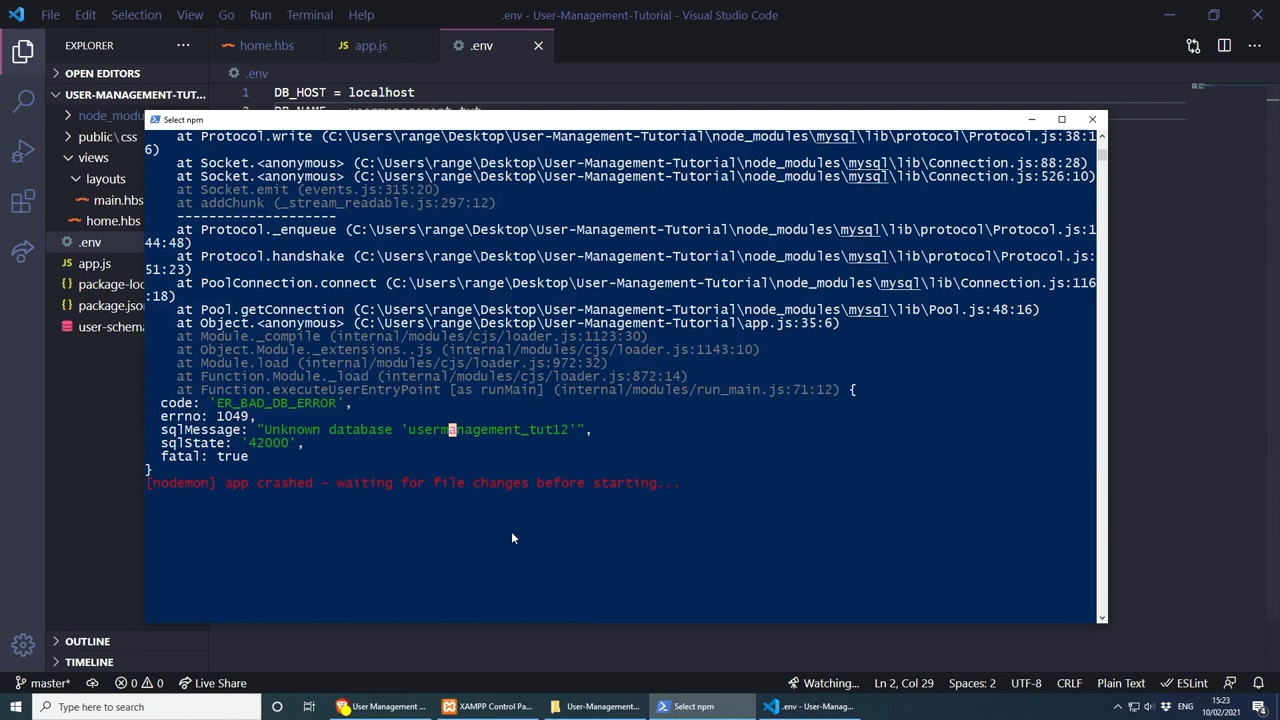 File Edit Selection View Go Run Terminal Help .env - User-Management-Tutorial - Visual Studio Code
EXPLORER ··· home.hbs JS app.js .env
OPEN EDITORS .env
USER-MANAGEMENT-TUT... 1 DB_HOST = localhost
node_modu
public\css
views
layouts
main.hbs
home.hbs
.env
JS app.js
{} package-loc
{} package.json
user-schema
OUTLINE
TIMELINE
Select npm
at Protocol.write (C:\Users\range\Desktop\User-Management-Tutorial\node_modules\mysql\lib\protocol\Protocol.js:38:1
6)
at Socket.<anonymous> (C:\Users\range\Desktop\User-Management-Tutorial\node_modules\mysql\lib\Connection.js:88:28)
at Socket.<anonymous> (C:\Users\range\Desktop\User-Management-Tutorial\node_modules\mysql\lib\Connection.js:526:10)
at Socket.emit (events.js:315:20)
at addChunk (_stream_readable.js:297:12)
--------------------
at Protocol._enqueue (C:\Users\range\Desktop\User-Management-Tutorial\node_modules\mysql\lib\protocol\Protocol.js:1
44:48)
at Protocol.handshake (C:\Users\range\Desktop\User-Management-Tutorial\node_modules\mysql\lib\protocol\Protocol.js:
51:23)
at PoolConnection.connect (C:\Users\range\Desktop\User-Management-Tutorial\node_modules\mysql\lib\Connection.js:116
:18)
at Pool.getConnection (C:\Users\range\Desktop\User-Management-Tutorial\node_modules\mysql\lib\Pool.js:48:16)
at Object.<anonymous> (C:\Users\range\Desktop\User-Management-Tutorial\app.js:35:6)
at Module._compile (internal/modules/cjs/loader.js:1123:30)
at Object.Module._extensions..js (internal/modules/cjs/loader.js:1143:10)
at Module.load (internal/modules/cjs/loader.js:972:32)
at Function.Module._load (internal/modules/cjs/loader.js:872:14)
at Function.executeUserEntryPoint [as runMain] (internal/modules/run_main.js:71:12) {
code: 'ER_BAD_DB_ERROR',
errno: 1049,
sqlMessage: "Unknown database 'usermanagement_tut12'",
sqlState: '42000',
fatal: true
}
[nodemon] app crashed - waiting for file changes before starting...
master* 0 0 Live Share Watching... Ln 2, Col 29 Spaces: 2 UTF-8 CRLF Plain Text ESLint
Type here to search User Management ... XAMPP Control Pa... User-Management-... Select npm .env - User-Manag... ENG 15:23
10/02/2021